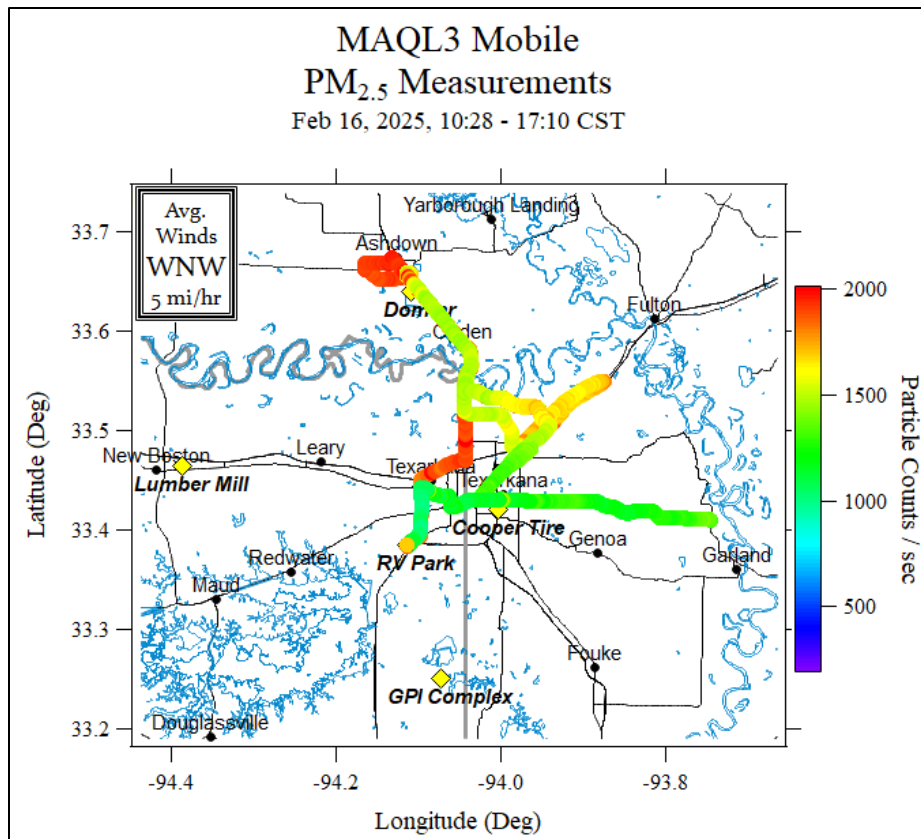 MAQL3 Mobile
PM2.5 Measurements
Feb 16, 2025, 10:28 - 17:10 CST
Avg.
Winds
WNW
5 mi/hr
Yarborough Landing
Ashdown
Fulton
New Boston
Leary
Lumber Mill
Texarkana
Cooper Tire
Genoa
RV Park
Redwater
Garland
Maud
Fouke
GPI Complex
Douglassville
33.7
33.6
33.5
33.4
33.3
33.2
Latitude (Deg)
-94.4
-94.2
-94.0
-93.8
Longitude (Deg)
2000
1500
1000
500
Particle Counts / sec